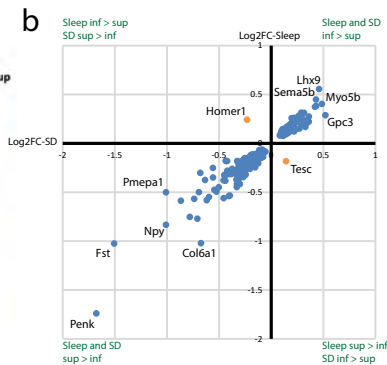 b
Sleep inf > sup
SD sup > inf
Sleep and SD
inf > sup
Log2FC-Sleep
up
1
Lhx9
Sema5b
Myo5b
0.5
Homer1
Gpc3
Log2FC-SD
0
-2
-1.5
-1
-0.5
0
0.5
1
Tesc
Pmepa1
-0.5
Npy
-1
Fst
Col6a1
-1.5
Penk
-2
Sleep and SD
sup > inf
Sleep sup > inf
SD inf > sup